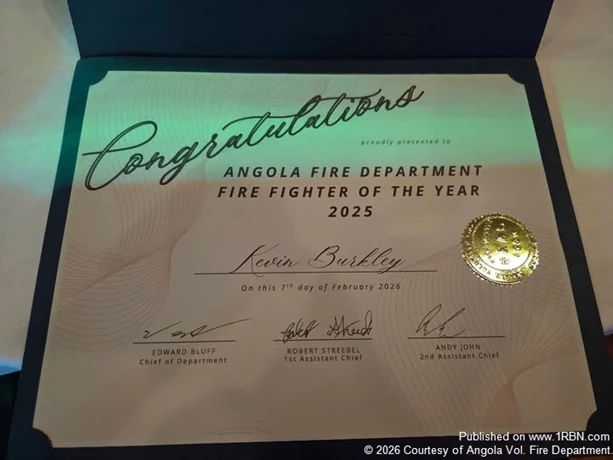 Congratulations
proudly presented to
ANGOLA FIRE DEPARTMENT
FIRE FIGHTER OF THE YEAR
2025
Kevin Burkley
On this 7th day of February 2026
EDWARD BLUFF
Chief of Department
ROBERT STREEBEL
1st Assistant Chief
ANDY JOHN
2nd Assistant Chief
Published on www.1RBN.com
© 2026 Courtesy of Angola Vol. Fire Department